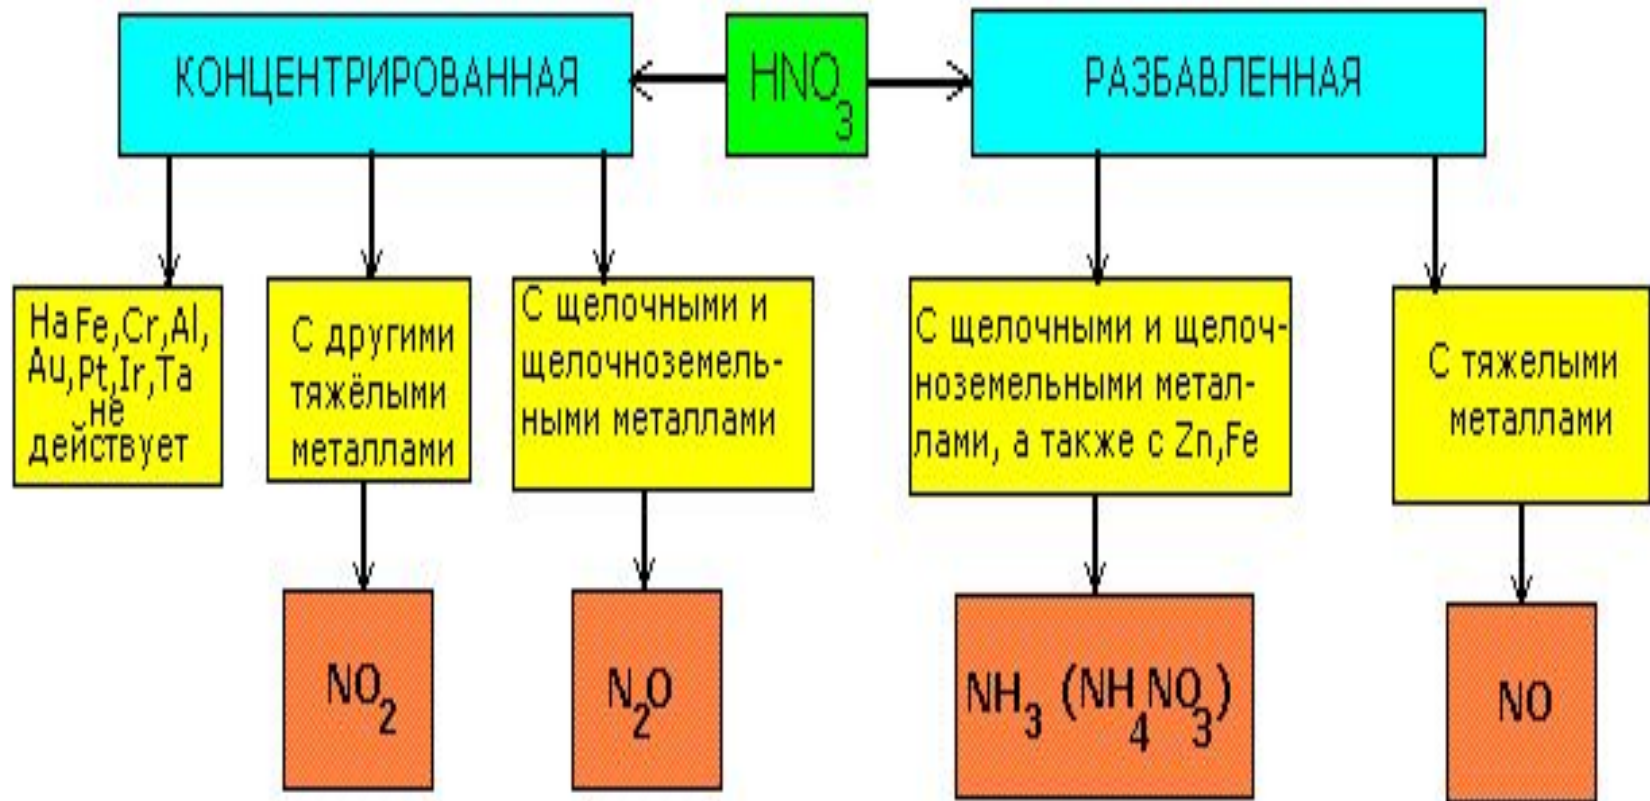 КОНЦЕНТРИРОВАННАЯ
HNO3
РАЗБАВЛЕННАЯ
На Fe, Cr, Al,
Au, Pt, Ir, Ta
не
действует
С другими
тяжёлыми
металлами
С щелочными и
щелочноземель-
ными металлами
С щелочными и щелоч-
ноземельными метал-
лами, а также с Zn,Fe
С тяжелыми
металлами
NO2
N2O
NH3 (NH4NO3)
NO